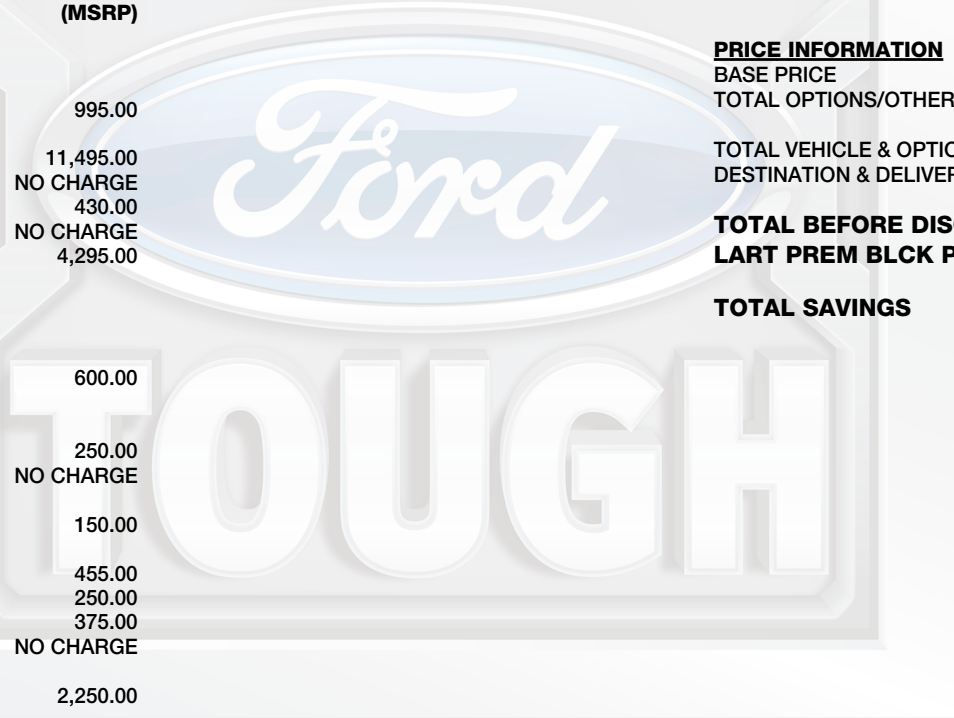 (MSRP)
995.00
11,495.00
NO CHARGE
430.00
NO CHARGE
4,295.00
600.00
250.00
NO CHARGE
150.00
455.00
250.00
375.00
NO CHARGE
2,250.00
PRICE INFORMATION
BASE PRICE
TOTAL OPTIONS/OTHER
TOTAL VEHICLE & OPTIO
DESTINATION & DELIVER
TOTAL BEFORE DIS
LART PREM BLCK P
TOTAL SAVINGS
Ford
TOUGH